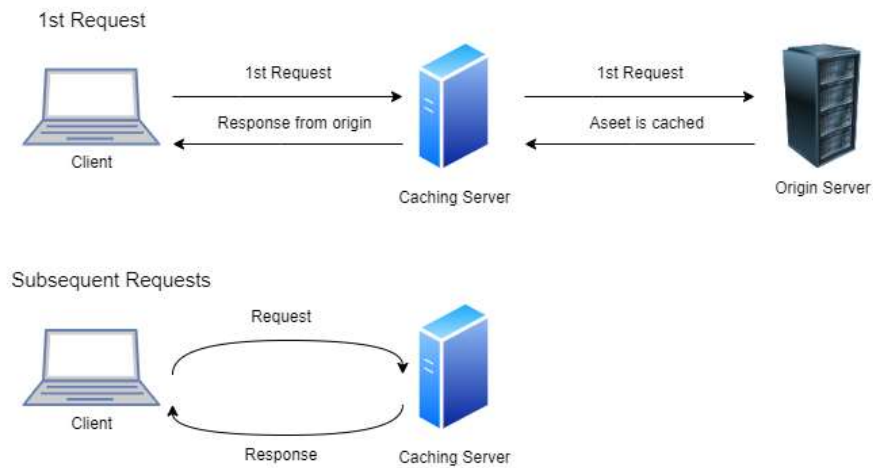 1st Request
1st Request
1st Request
Response from origin
Aseet is cached
Client
Caching Server
Origin Server
Subsequent Requests
Request
Client
Response
Caching Server